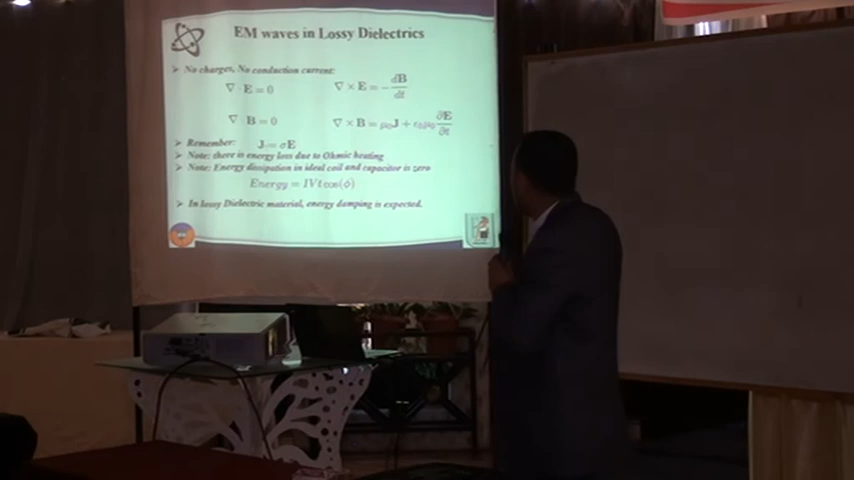 EM waves in Lossy Dielectrics
➤ No charges, No conduction current:
∇ · E = 0 ∇ × E = − dB/dt
∇ · B = 0 ∇ × B = μ₀J + ε₀μ₀ ∂E/∂t
➤ Remember: J = σE
➤ Note: there is energy loss due to Ohmic heating
➤ Note: Energy dissipation in ideal coil and capacitor is zero
Energy = IVt cos(ϕ)
➤ In lossy Dielectric material, energy damping is expected.